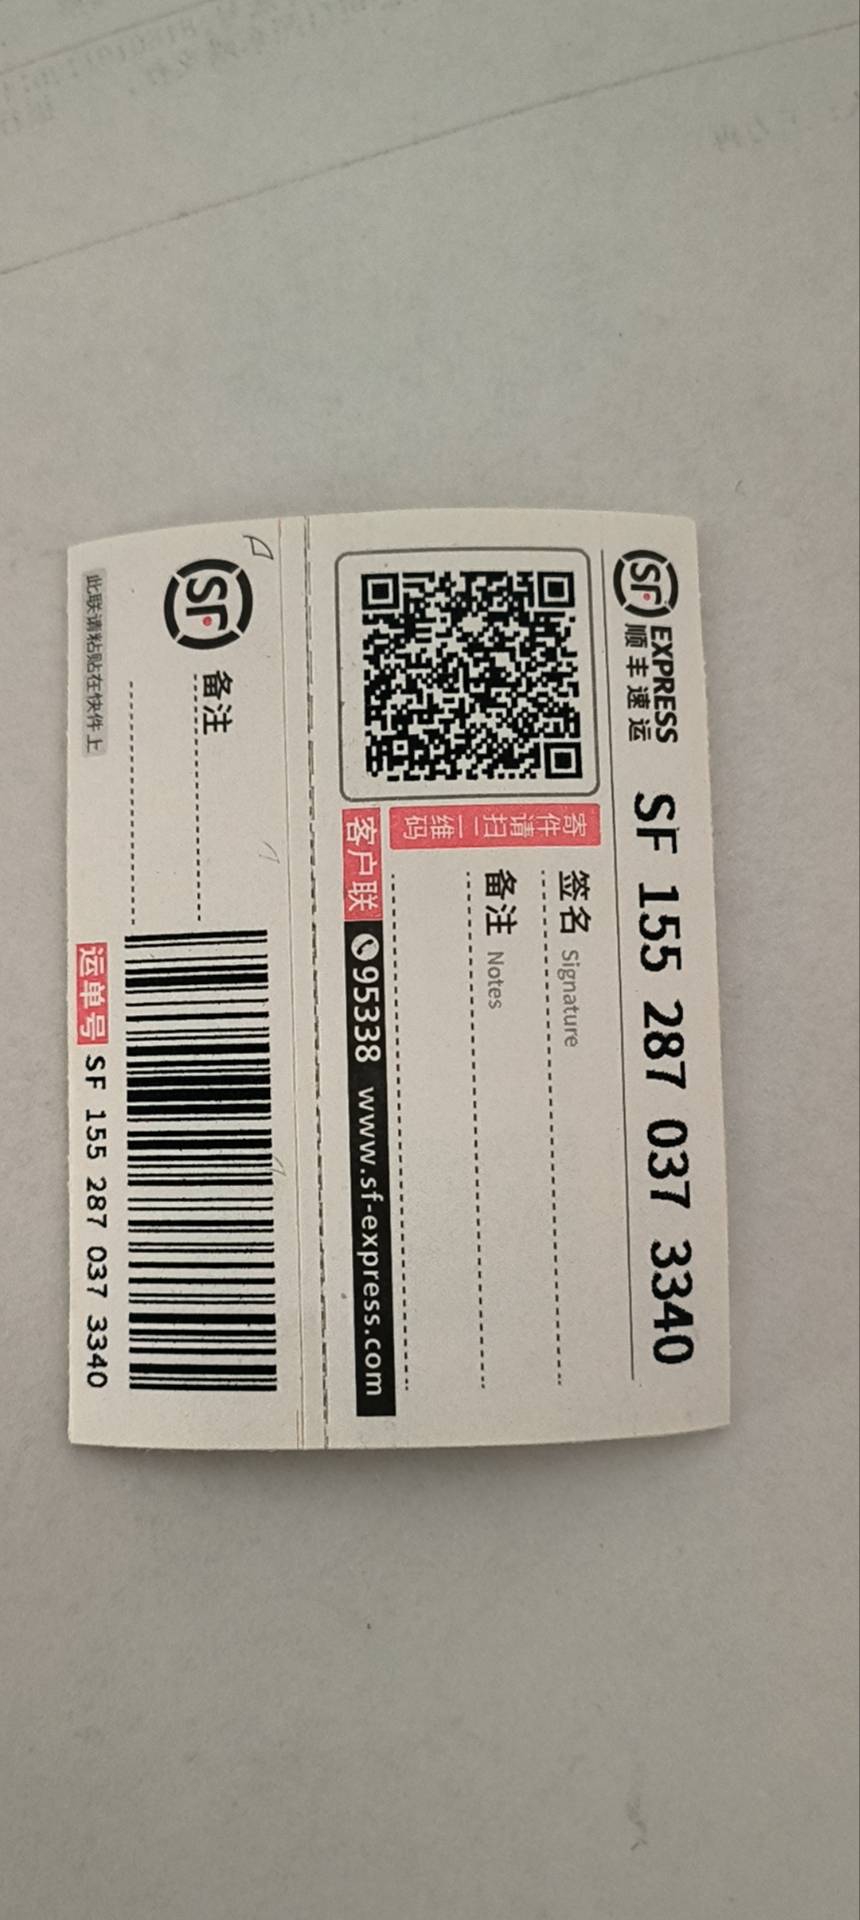 SF EXPRESS
顺丰速运
SF 155 287 037 3340
签名 Signature
备注 Notes
寄件请扫二维码
客户联 95338 www.sf-express.com
SF 备注
此联请粘贴在快件上
运单号 SF 155 287 037 3340